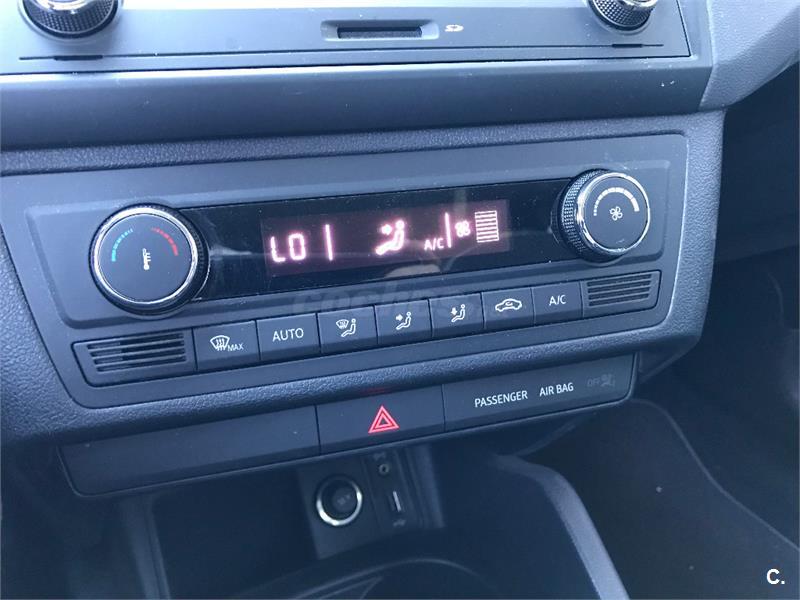 LO
A/C
MAX
AUTO
A/C
PASSENGER AIR BAG OFF
C.